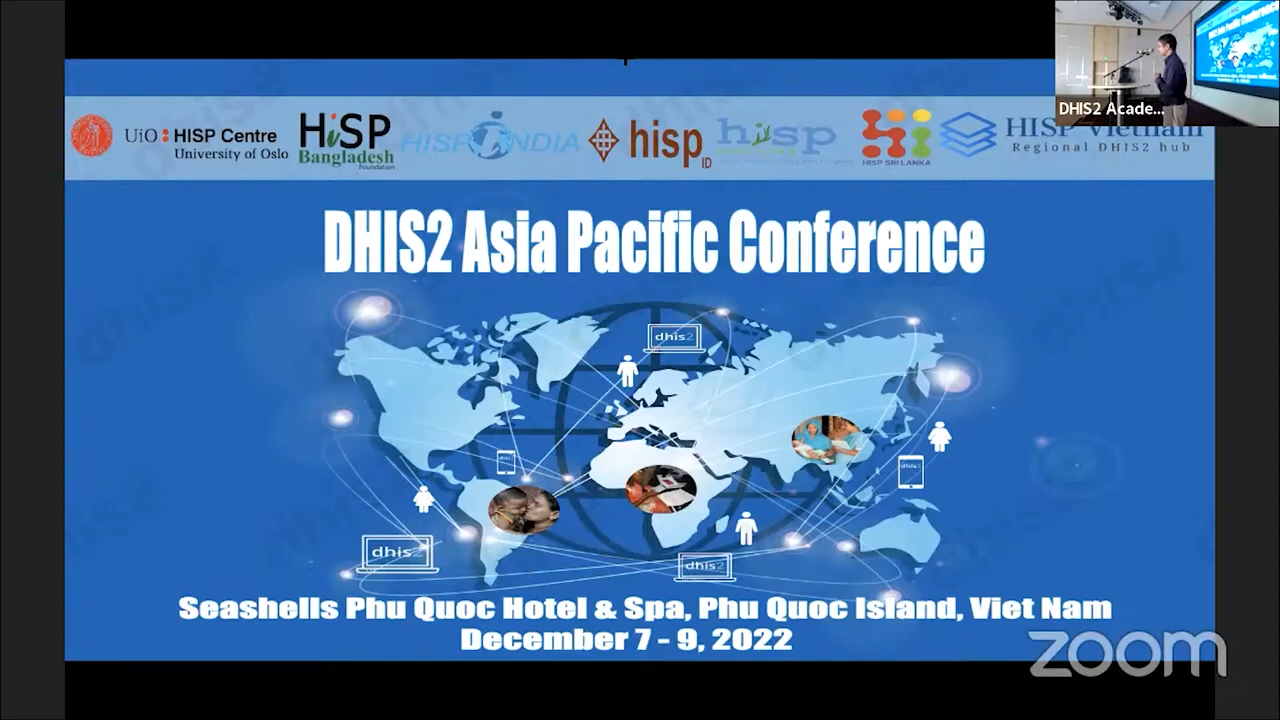 DHIS2 Acade...
UiO HISP Centre
University of Oslo
HiSP
Bangladesh
Foundation
HISP INDIA
hisp
ID
hisp
HISP SRI LANKA
HISP Vietnam
Regional DHIS2 hub
DHIS2 Asia Pacific Conference
dhis2
dhis2
dhis2
dhis2
dhis2
Seashells Phu Quoc Hotel & Spa, Phu Quoc Island, Viet Nam
December 7 - 9, 2022
zoom